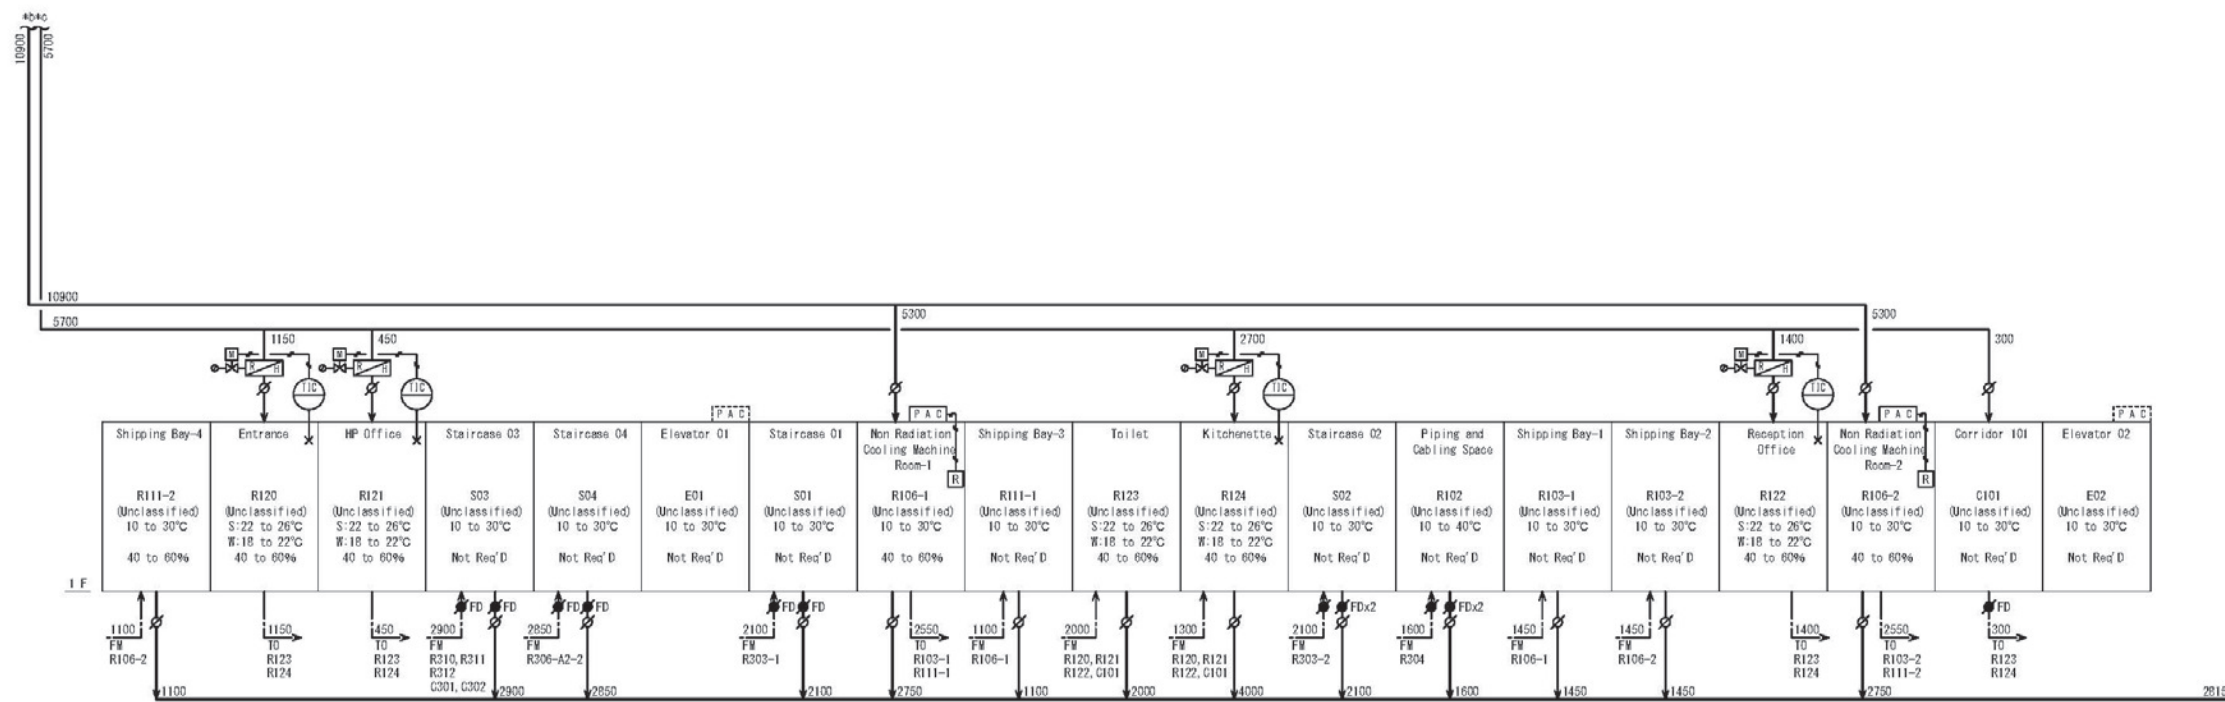 *b*c
10900
5700
10900
5700
5300
5300
1150
450
2700
1400
300
M
M
M
M
R H
R H
R H
R H
TIC
TIC
TIC
TIC
PAC
PAC
PAC
PAC
Shipping Bay-4
R111-2
(Unclassified)
10 to 30℃
40 to 60%
Entrance
R120
(Unclassified)
S:22 to 26℃
W:18 to 22℃
40 to 60%
HP Office
R121
(Unclassified)
S:22 to 26℃
W:18 to 22℃
40 to 60%
Staircase 03
S03
(Unclassified)
10 to 30℃
Not Req'D
Staircase 04
S04
(Unclassified)
10 to 30℃
Not Req'D
Elevator 01
E01
(Unclassified)
10 to 30℃
Not Req'D
Staircase 01
S01
(Unclassified)
10 to 30℃
Not Req'D
Non Radiation
Cooling Machine
Room-1
R
R106-1
(Unclassified)
10 to 30℃
40 to 60%
Shipping Bay-3
R111-1
(Unclassified)
10 to 30℃
40 to 60%
Toilet
R123
(Unclassified)
S:22 to 26℃
W:18 to 22℃
40 to 60%
Kitchenette
R124
(Unclassified)
S:22 to 26℃
W:18 to 22℃
40 to 60%
Staircase 02
S02
(Unclassified)
10 to 30℃
Not Req'D
Piping and
Cabling Space
R102
(Unclassified)
10 to 40℃
Not Req'D
Shipping Bay-1
R103-1
(Unclassified)
10 to 30℃
Not Req'D
Shipping Bay-2
R103-2
(Unclassified)
10 to 30℃
Not Req'D
Reception
Office
R122
(Unclassified)
S:22 to 26℃
W:18 to 22℃
40 to 60%
Non Radiation
Cooling Machine
Room-2
R
R106-2
(Unclassified)
10 to 30℃
40 to 60%
Corridor 101
C101
(Unclassified)
10 to 30℃
Not Req'D
Elevator 02
E02
(Unclassified)
10 to 30℃
Not Req'D
1F
1100
FM
R106-2
1150
TO
R123
R124
450
TO
R123
R124
FD
FD
2900
FM
R310, R311
R312
C301, C302
FD
FD
2850
FM
R306-A2-2
FD
FD
2100
FM
R303-1
2550
TO
R103-1
R111-1
1100
FM
R106-1
2000
FM
R120, R121
R122, C101
1300
FM
R120, R121
R122, C101
FDx2
2100
FM
R303-2
FDx2
1600
FM
R304
1450
FM
R106-1
1450
FM
R106-2
1400
TO
R123
R124
2550
TO
R103-2
R111-2
FD
300
TO
R123
R124
1100
2900
2850
2100
2750
1100
2000
4000
2100
1600
1450
1450
2750